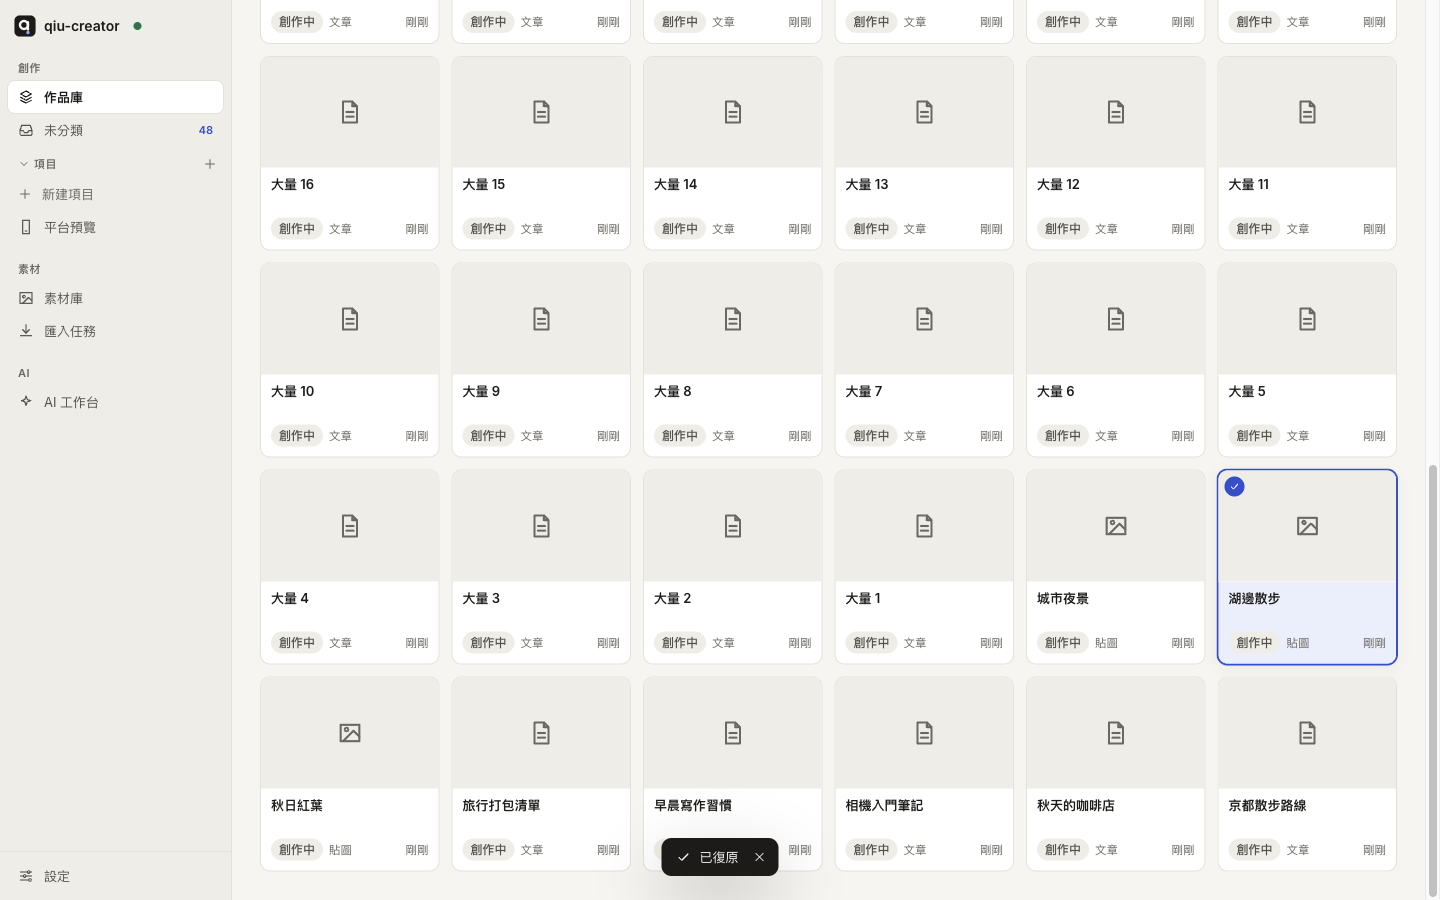 qiu-creator
創作
作品庫
未分類 48
項目
新建項目
平台預覽
素材
素材庫
匯入任務
AI
AI 工作台
設定
創作中 文章 剛剛 創作中 文章 剛剛 創作中 文章 剛剛 創作中 文章 剛剛 創作中 文章 剛剛 創作中 文章 剛剛
大量 16 大量 15 大量 14 大量 13 大量 12 大量 11
創作中 文章 剛剛 創作中 文章 剛剛 創作中 文章 剛剛 創作中 文章 剛剛 創作中 文章 剛剛 創作中 文章 剛剛
大量 10 大量 9 大量 8 大量 7 大量 6 大量 5
創作中 文章 剛剛 創作中 文章 剛剛 創作中 文章 剛剛 創作中 文章 剛剛 創作中 文章 剛剛 創作中 文章 剛剛
大量 4 大量 3 大量 2 大量 1 城市夜景 湖邊散步
創作中 文章 剛剛 創作中 文章 剛剛 創作中 文章 剛剛 創作中 文章 剛剛 創作中 貼圖 剛剛 創作中 貼圖 剛剛
秋日紅葉 旅行打包清單 早晨寫作習慣 相機入門筆記 秋天的咖啡店 京都散步路線
創作中 貼圖 剛剛 創作中 文章 剛剛 剛剛 創作中 文章 剛剛 創作中 文章 剛剛 創作中 文章 剛剛
已復原